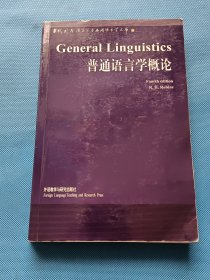 General Linguistics
普通语言学概论
Fourth edition
R. H. Robins
外语教学与研究出版社
Foreign Language Teaching and Research Press